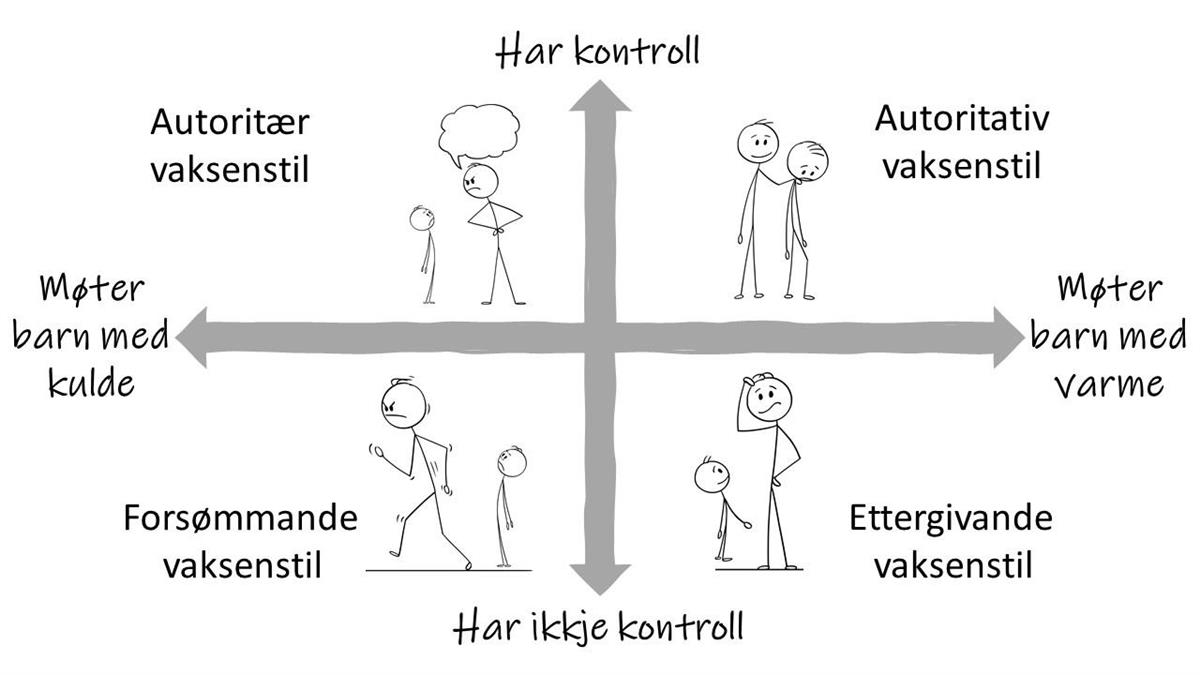 Har kontroll
Autoritær
vaksenstil
Autoritativ
vaksenstil
Møter
barn med
kulde
Møter
barn med
varme
Forsømmande
vaksenstil
Ettergivande
vaksenstil
Har ikkje kontroll